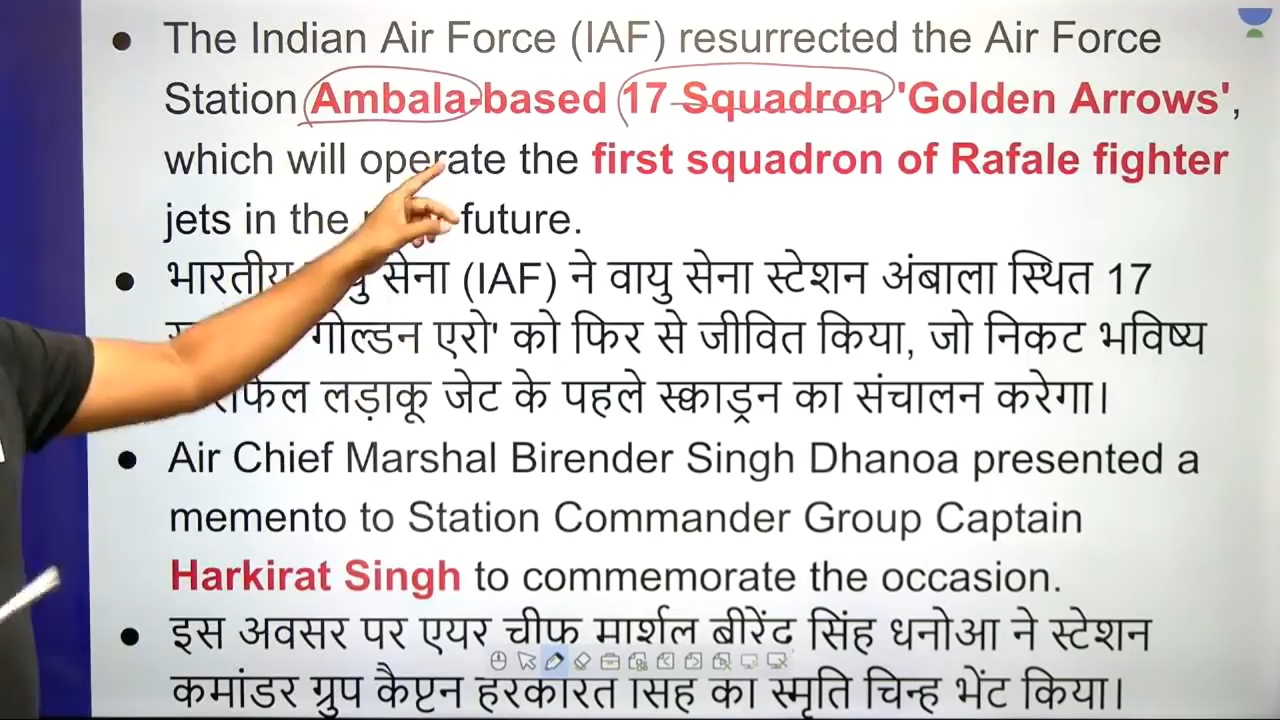 The Indian Air Force (IAF) resurrected the Air Force
Station Ambala-based 17 Squadron 'Golden Arrows',
which will operate the first squadron of Rafale fighter
jets in the future.
भारतीय सेना (IAF) ने वायु सेना स्टेशन अंबाला स्थित 17
गोल्डन एरो' को फिर से जीवित किया, जो निकट भविष्य
लड़ाकू जेट के पहले स्क्वाड्रन का संचालन करेगा।
Air Chief Marshal Birender Singh Dhanoa presented a
memento to Station Commander Group Captain
Harkirat Singh to commemorate the occasion.
इस अवसर पर एयर चीफ मार्शल बीरेंद्र सिंह धनोआ ने स्टेशन
कमांडर ग्रुप कैप्टन हरकीरत सिंह को स्मृति चिन्ह भेंट किया।